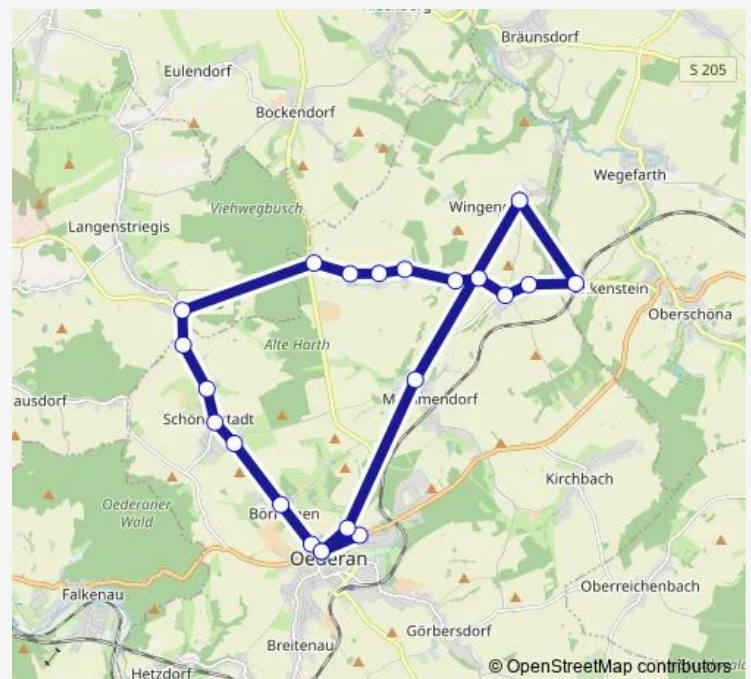 Bräunsdorf
S 205
Eulendorf
Bockendorf
Wegefarth
Viehwegbusch
Langenstriegis
Oberschöna
Alte Harth
Kirchbach
Oederaner
Wald
Oederan
Falkenau
Oberreichenbach
Görbersdorf
Breitenau
Hetzdorf
© OpenStreetMap contributors